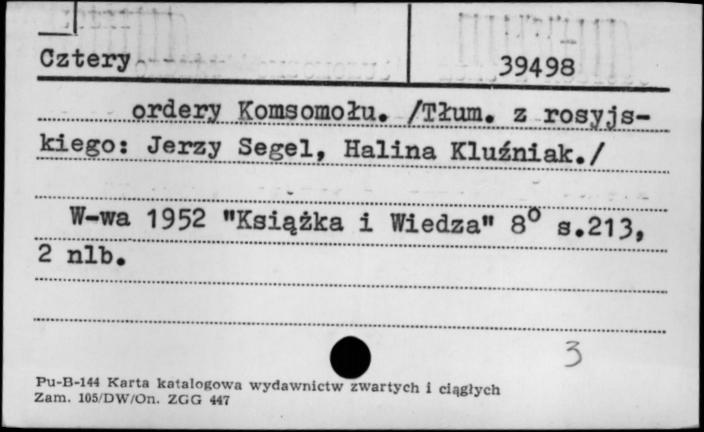 Cztery
39498
ordery Komsomołu. /Tłum. z rosyjs-
kiego: Jerzy Segel, Halina Kluźniak./
W-wa 1952 "Książka i Wiedza" 8° s.213,
2 nlb.
3
Pu-B-144 Karta katalogowa wydawnictw zwartych i ciągłych
Zam. 105/DW/On. ZGG 447